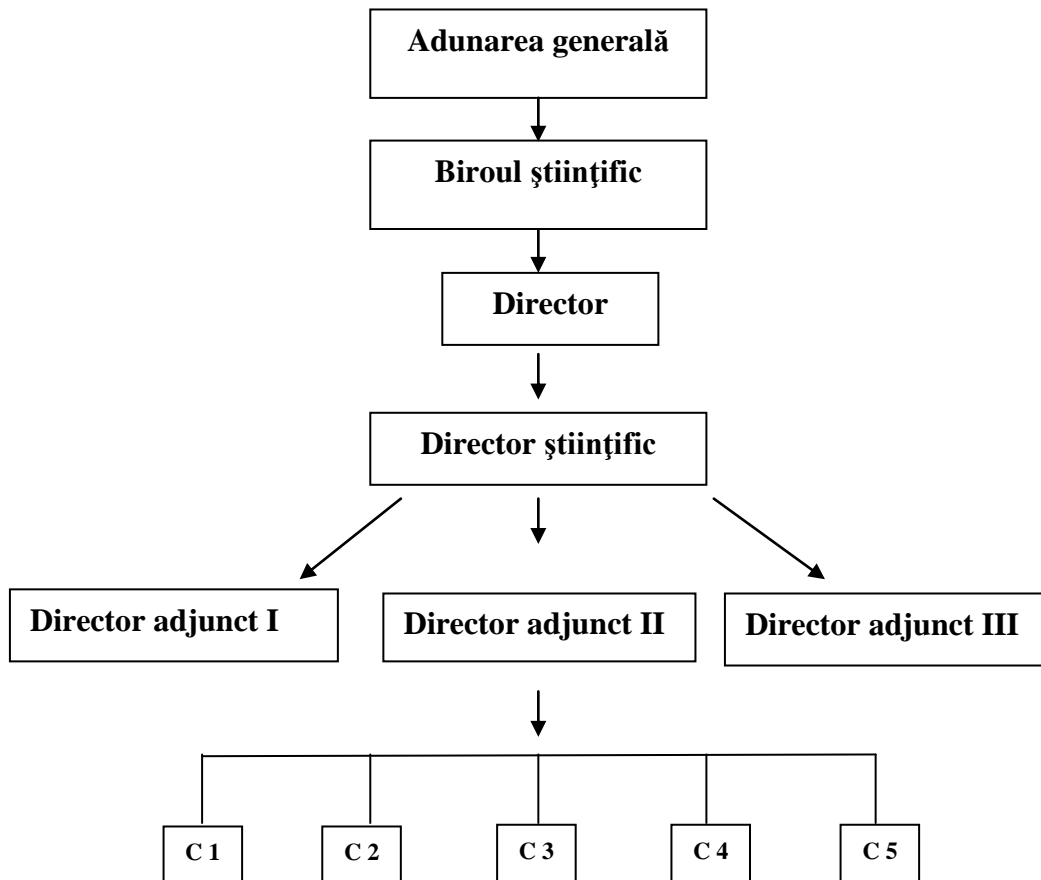 Adunarea generală
Biroul ştiinţific
Director
Director ştiinţific
Director adjunct I
Director adjunct II
Director adjunct III
C 1
C 2
C 3
C 4
C 5